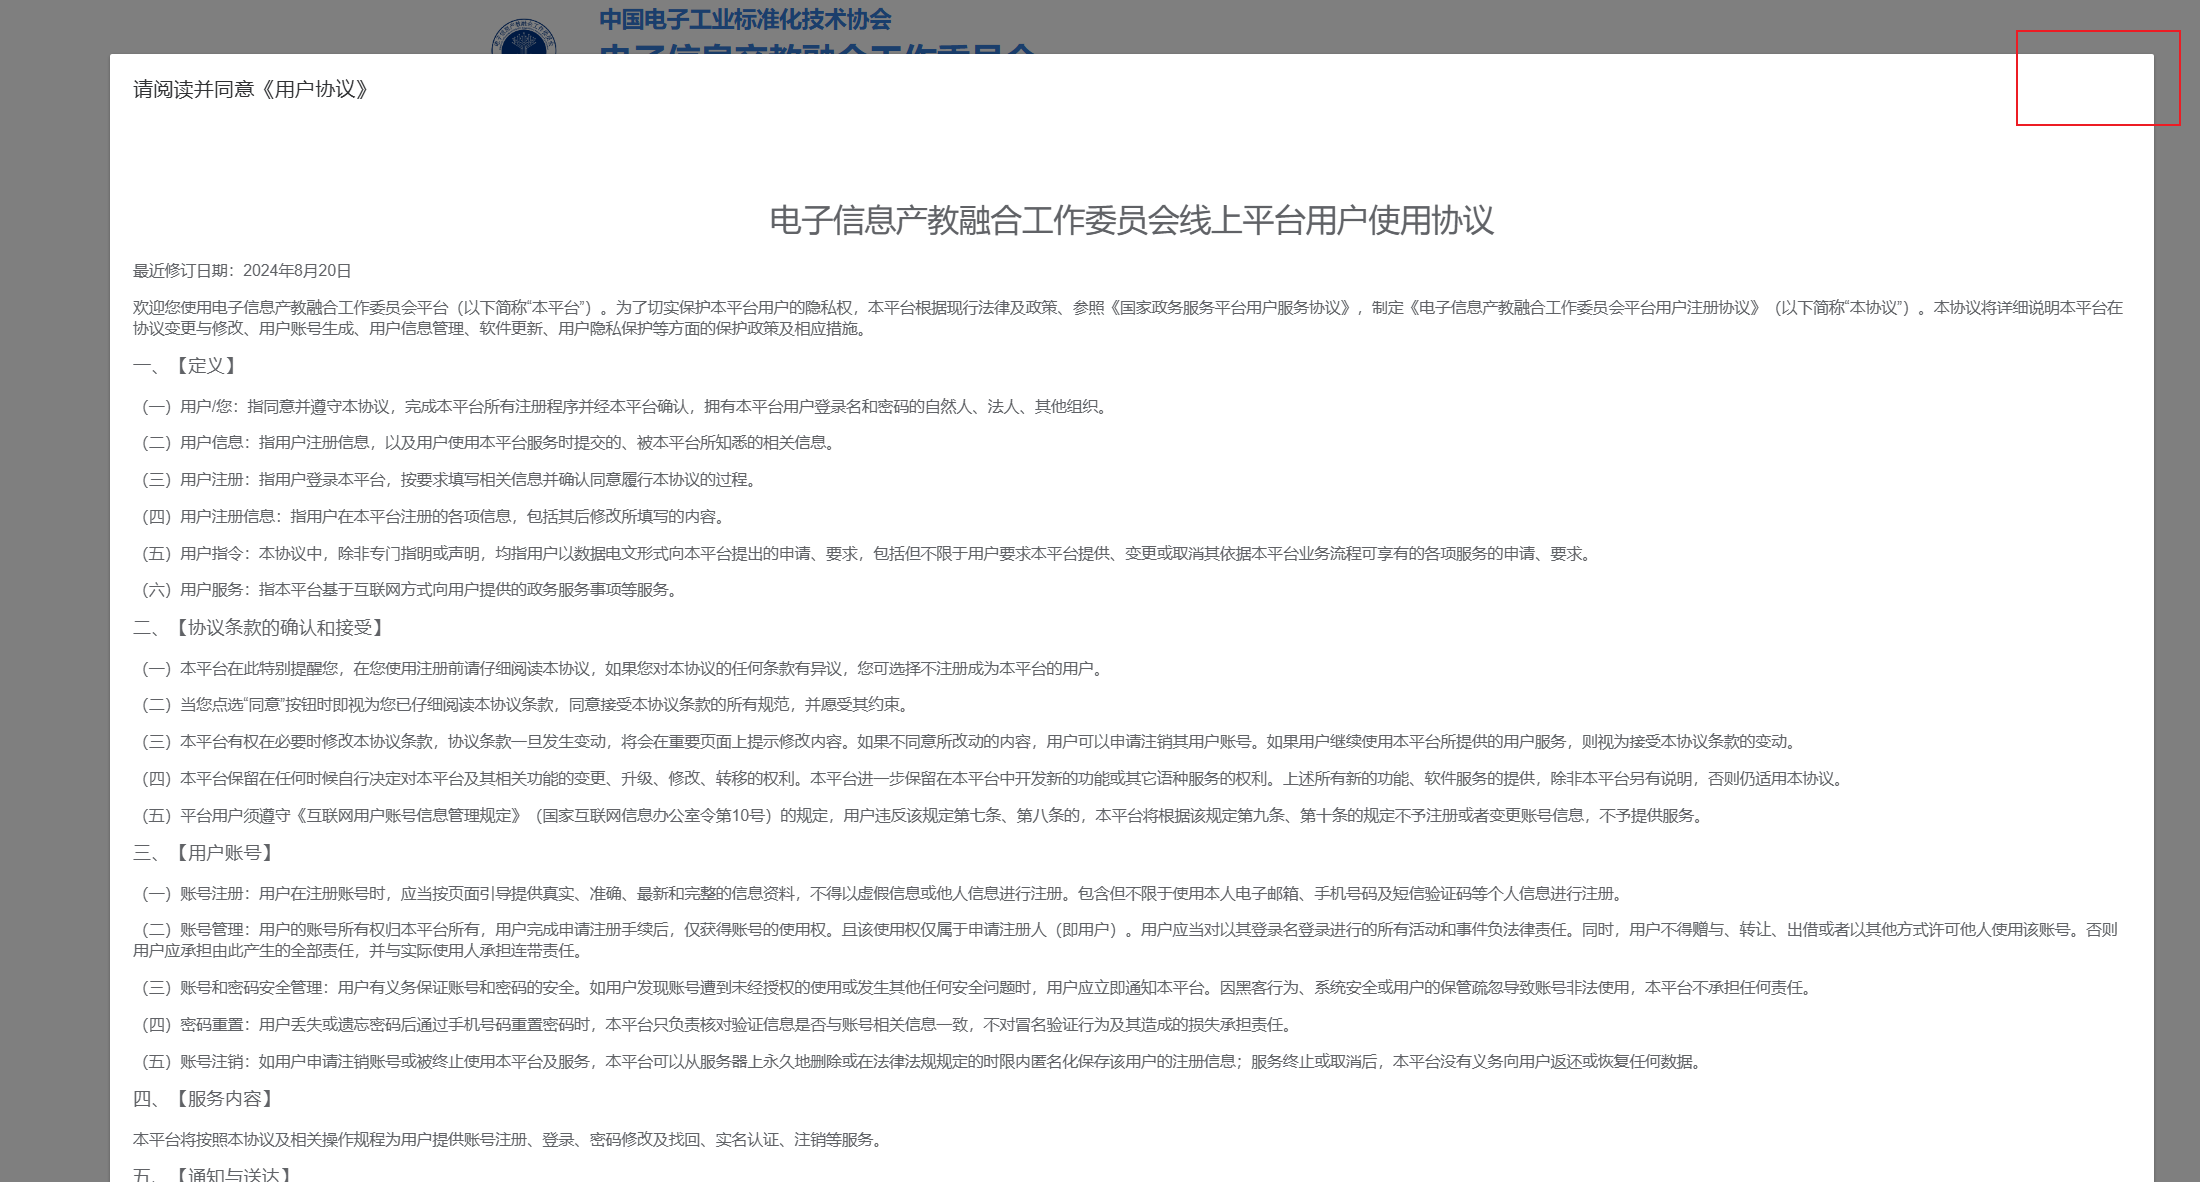 中国电子工业标准化技术协会
电子信息产教融合工作委员会
请阅读并同意《用户协议》
电子信息产教融合工作委员会线上平台用户使用协议
最近修订日期：2024年8月20日
欢迎您使用电子信息产教融合工作委员会平台（以下简称“本平台”）。为了切实保护本平台用户的隐私权，本平台根据现行法律及政策、参照《国家政务服务平台用户服务协议》，制定《电子信息产教融合工作委员会平台用户注册协议》（以下简称“本协议”）。本协议将详细说明本平台在
协议变更与修改、用户账号生成、用户信息管理、软件更新、用户隐私保护等方面的保护政策及相应措施。
一、【定义】
（一）用户/您：指同意并遵守本协议，完成本平台所有注册程序并经本平台确认，拥有本平台用户登录名和密码的自然人、法人、其他组织。
（二）用户信息：指用户注册信息，以及用户使用本平台服务时提交的、被本平台所知悉的相关信息。
（三）用户注册：指用户登录本平台，按要求填写相关信息并确认同意履行本协议的过程。
（四）用户注册信息：指用户在本平台注册的各项信息，包括其后修改所填写的内容。
（五）用户指令：本协议中，除非专门指明或声明，均指用户以数据电文形式向本平台提出的申请、要求，包括但不限于用户要求本平台提供、变更或取消其依据本平台业务流程可享有的各项服务的申请、要求。
（六）用户服务：指本平台基于互联网方式向用户提供的政务服务事项等服务。
二、【协议条款的确认和接受】
（一）本平台在此特别提醒您，在您使用注册前请仔细阅读本协议，如果您对本协议的任何条款有异议，您可选择不注册成为本平台的用户。
（二）当您点选“同意”按钮时即视为您已仔细阅读本协议条款，同意接受本协议条款的所有规范，并愿受其约束。
（三）本平台有权在必要时修改本协议条款，协议条款一旦发生变动，将会在重要页面上提示修改内容。如果不同意所改动的内容，用户可以申请注销其用户账号。如果用户继续使用本平台所提供的用户服务，则视为接受本协议条款的变动。
（四）本平台保留在任何时候自行决定对本平台及其相关功能的变更、升级、修改、转移的权利。本平台进一步保留在本平台中开发新的功能或其它语种服务的权利。上述所有新的功能、软件服务的提供，除非本平台另有说明，否则仍适用本协议。
（五）平台用户须遵守《互联网用户账号信息管理规定》（国家互联网信息办公室令第10号）的规定，用户违反该规定第七条、第八条的，本平台将根据该规定第九条、第十条的规定不予注册或者变更账号信息，不予提供服务。
三、【用户账号】
（一）账号注册：用户在注册账号时，应当按页面引导提供真实、准确、最新和完整的信息资料，不得以虚假信息或他人信息进行注册。包含但不限于使用本人电子邮箱、手机号码及短信验证码等个人信息进行注册。
（二）账号管理：用户的账号所有权归本平台所有，用户完成申请注册手续后，仅获得账号的使用权。且该使用权仅属于申请注册人（即用户）。用户应当对以其登录名登录进行的所有活动和事件负法律责任。同时，用户不得赠与、转让、出借或者以其他方式许可他人使用该账号。否则
用户应承担由此产生的全部责任，并与实际使用人承担连带责任。
（三）账号和密码安全管理：用户有义务保证账号和密码的安全。如用户发现账号遭到未经授权的使用或发生其他任何安全问题时，用户应立即通知本平台。因黑客行为、系统安全或用户的保管疏忽导致账号非法使用，本平台不承担任何责任。
（四）密码重置：用户丢失或遗忘密码后通过手机号码重置密码时，本平台只负责核对验证信息是否与账号相关信息一致，不对冒名验证行为及其造成的损失承担责任。
（五）账号注销：如用户申请注销账号或被终止使用本平台及服务，本平台可以从服务器上永久地删除或在法律法规规定的时限内匿名化保存该用户的注册信息；服务终止或取消后，本平台没有义务向用户返还或恢复任何数据。
四、【服务内容】
本平台将按照本协议及相关操作规程为用户提供账号注册、登录、密码修改及找回、实名认证、注销等服务。
五、【通知与送达】